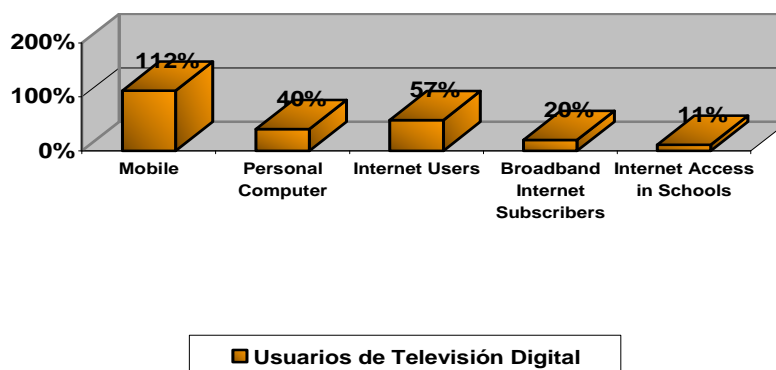 200%
100%
0%
112%
40%
57%
20%
11%
Mobile
Personal
Computer
Internet Users
Broadband
Internet
Subscribers
Internet Access
in Schools
Usuarios de Televisión Digital